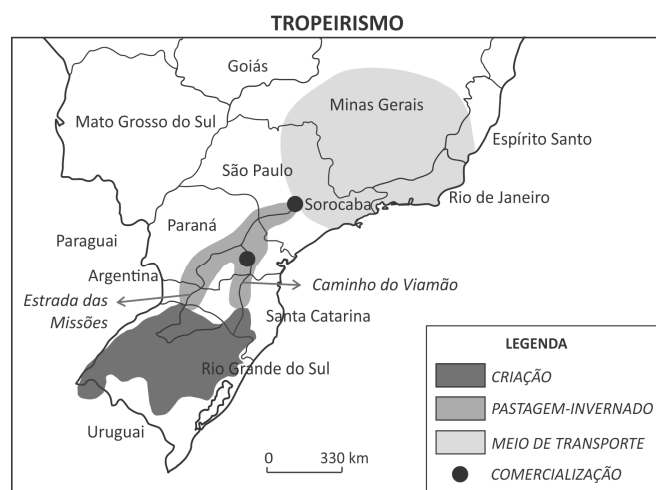 TROPEIRISMO
Goiás
Minas Gerais
Mato Grosso do Sul
Espírito Santo
São Paulo
Rio de Janeiro
Sorocaba
Paraná
Paraguai
Argentina
Caminho do Viamão
Estrada das
Missões
Santa Catarina
Rio Grande do Sul
Uruguai
0 330 km
LEGENDA
CRIAÇÃO
PASTAGEM-INVERNADO
MEIO DE TRANSPORTE
COMERCIALIZAÇÃO